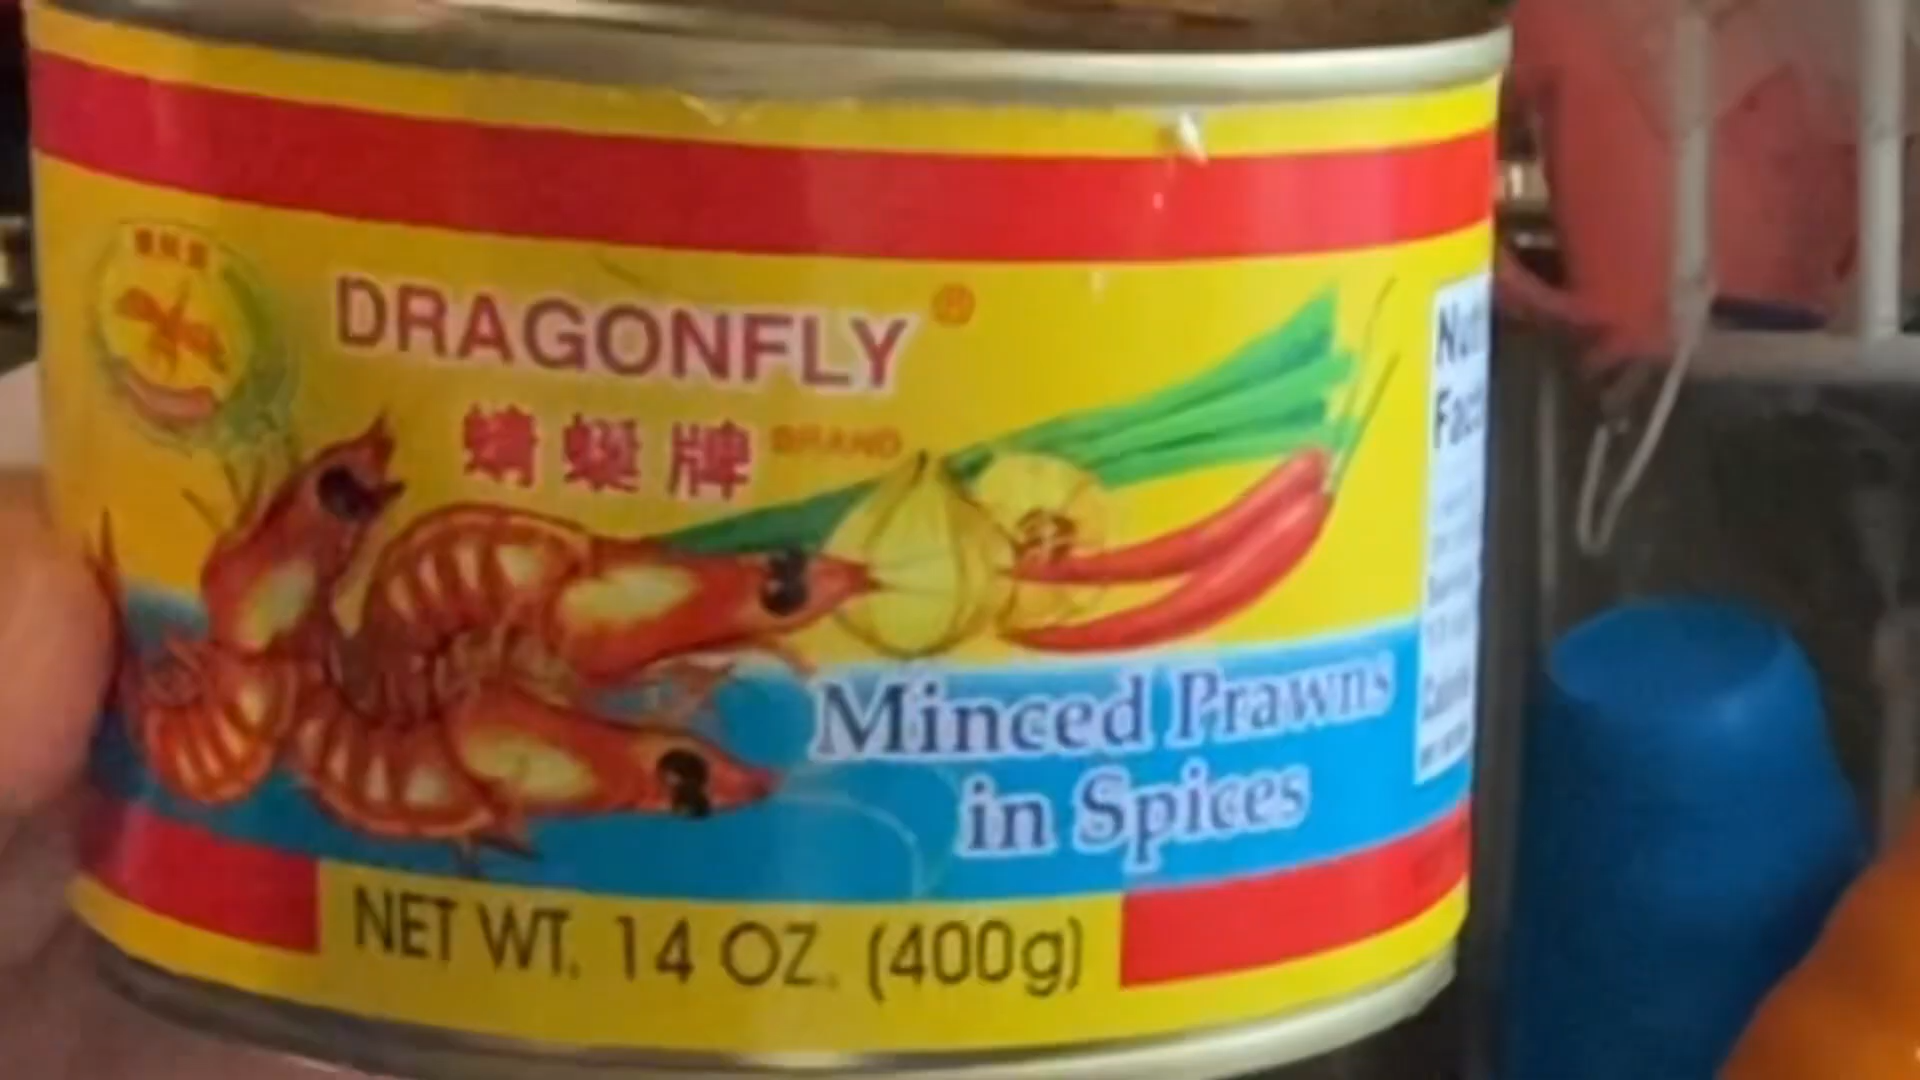 DRAGONFLY ®
蜻蜓牌 BRAND
Minced Prawns
in Spices
NET WT. 14 OZ. (400g)